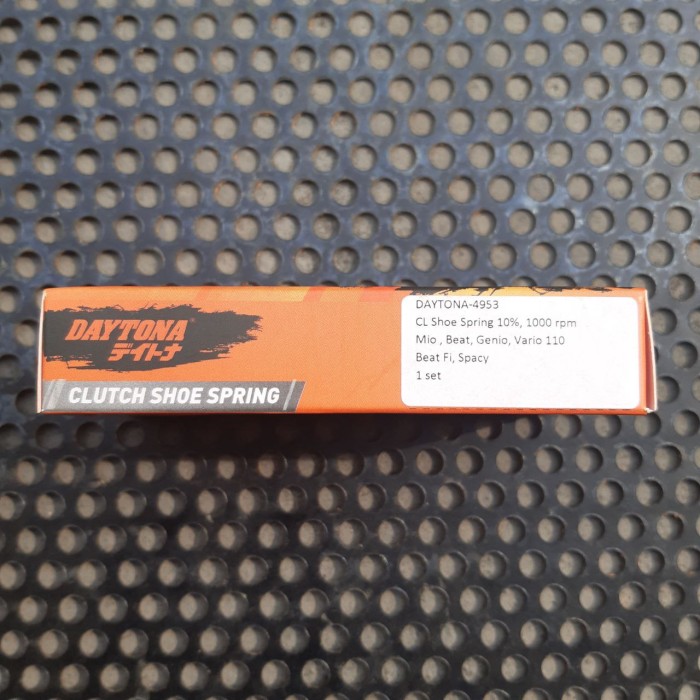 DAYTONA
デイトナ
CLUTCH SHOE SPRING
DAYTONA-4953
CL Shoe Spring 10%, 1000 rpm
Mio , Beat, Genio, Vario 110
Beat Fi, Spacy
1 set